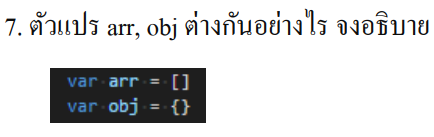 7. ตัวแปร arr, obj ต่างกันอย่างไร จงอธิบาย
var arr = []
var obj = {}